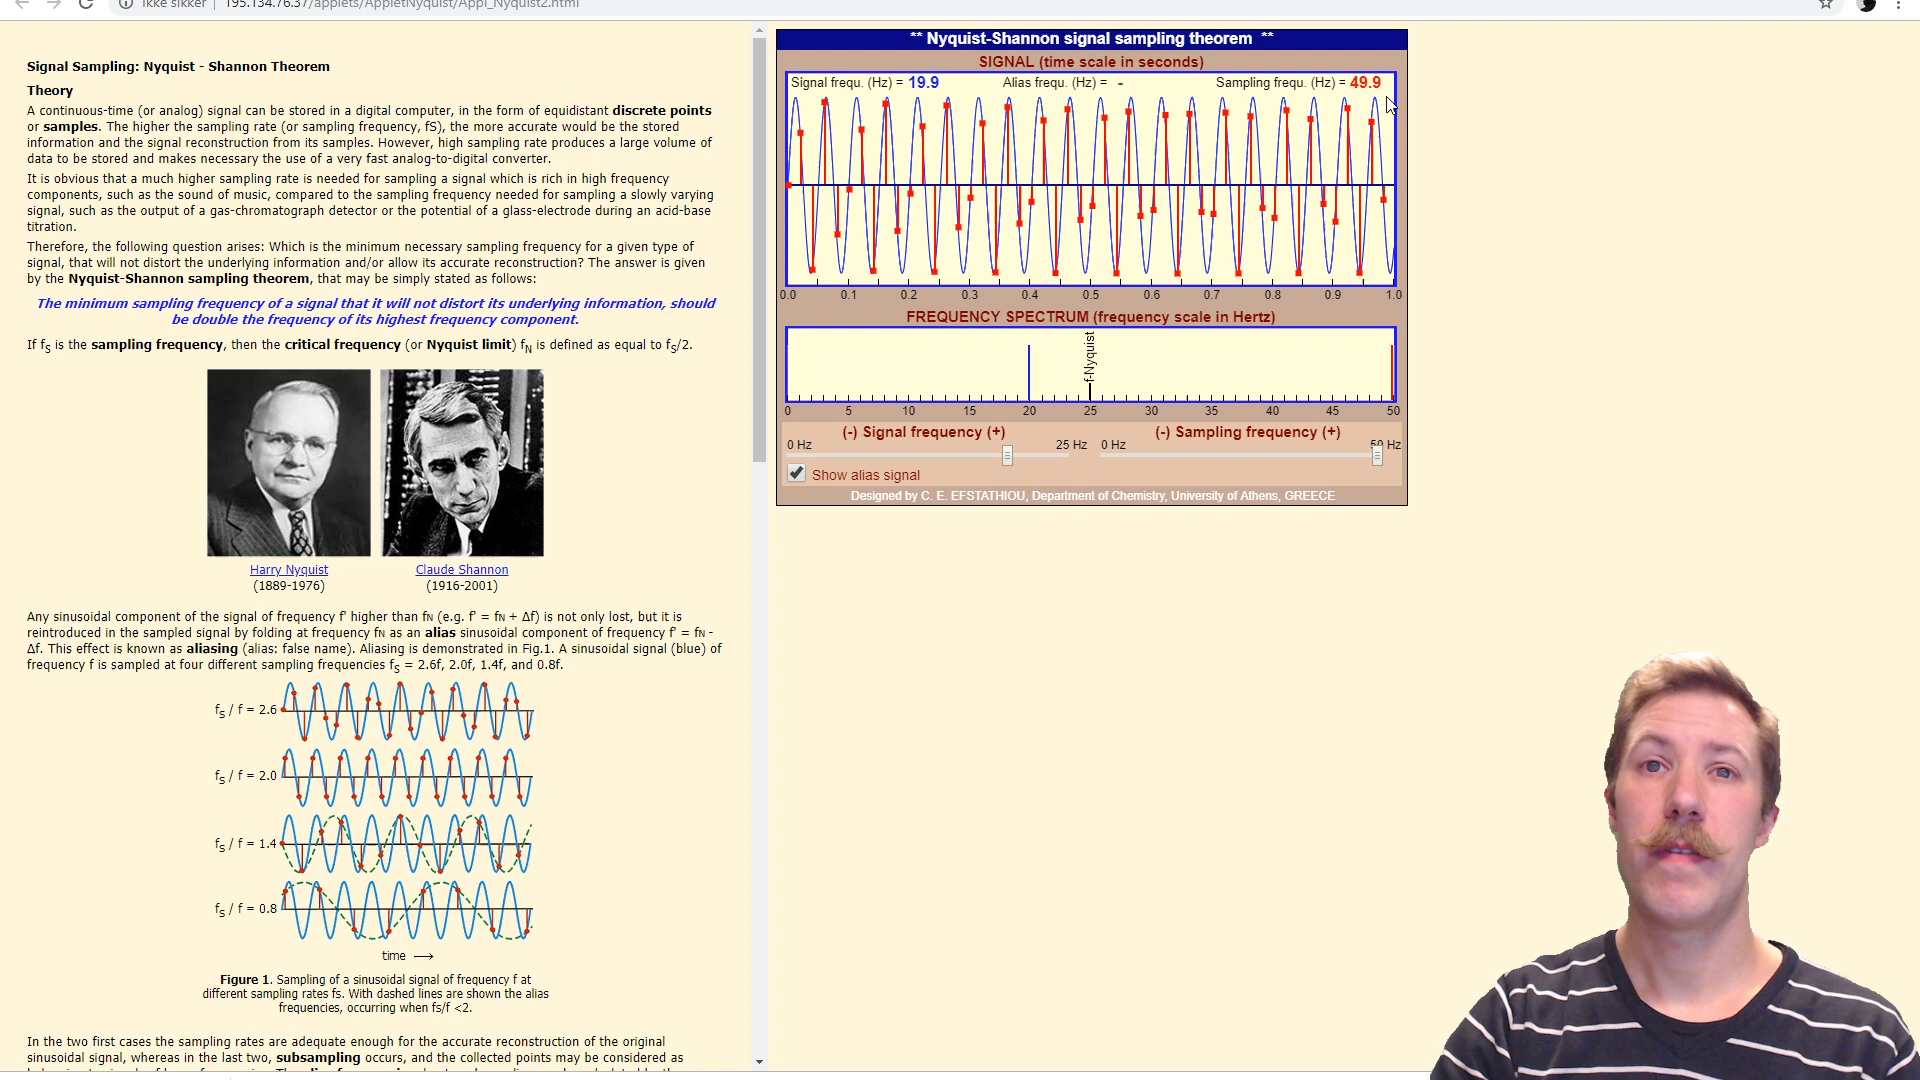 Ikke sikker | 195.134.76.37/applets/AppletNyquist/Appl_Nyquist2.html
Signal Sampling: Nyquist - Shannon Theorem
Theory
A continuous-time (or analog) signal can be stored in a digital computer, in the form of equidistant discrete points
or samples. The higher the sampling rate (or sampling frequency, fS), the more accurate would be the stored
information and the signal reconstruction from its samples. However, high sampling rate produces a large volume of
data to be stored and makes necessary the use of a very fast analog-to-digital converter.
It is obvious that a much higher sampling rate is needed for sampling a signal which is rich in high frequency
components, such as the sound of music, compared to the sampling frequency needed for sampling a slowly varying
signal, such as the output of a gas-chromatograph detector or the potential of a glass-electrode during an acid-base
titration.
Therefore, the following question arises: Which is the minimum necessary sampling frequency for a given type of
signal, that will not distort the underlying information and/or allow its accurate reconstruction? The answer is given
by the Nyquist-Shannon sampling theorem, that may be simply stated as follows:
The minimum sampling frequency of a signal that it will not distort its underlying information, should
be double the frequency of its highest frequency component.
If fS is the sampling frequency, then the critical frequency (or Nyquist limit) fN is defined as equal to fS/2.
Harry Nyquist
(1889-1976)
Claude Shannon
(1916-2001)
Any sinusoidal component of the signal of frequency f' higher than fN (e.g. f' = fN + Δf) is not only lost, but it is
reintroduced in the sampled signal by folding at frequency fN as an alias sinusoidal component of frequency f' = fN -
Δf. This effect is known as aliasing (alias: false name). Aliasing is demonstrated in Fig.1. A sinusoidal signal (blue) of
frequency f is sampled at four different sampling frequencies fS = 2.6f, 2.0f, 1.4f, and 0.8f.
fS / f = 2.6
fS / f = 2.0
fS / f = 1.4
fS / f = 0.8
time ⟶
Figure 1. Sampling of a sinusoidal signal of frequency f at
different sampling rates fs. With dashed lines are shown the alias
frequencies, occurring when fs/f <2.
In the two first cases the sampling rates are adequate enough for the accurate reconstruction of the original
sinusoidal signal, whereas in the last two, subsampling occurs, and the collected points may be considered as
** Nyquist-Shannon signal sampling theorem **
SIGNAL (time scale in seconds)
Signal frequ. (Hz) = 19.9 Alias frequ. (Hz) = - Sampling frequ. (Hz) = 49.9
0.0 0.1 0.2 0.3 0.4 0.5 0.6 0.7 0.8 0.9 1.0
FREQUENCY SPECTRUM (frequency scale in Hertz)
f-Nyquist
0 5 10 15 20 25 30 35 40 45 50
(-) Signal frequency (+) (-) Sampling frequency (+)
0 Hz 25 Hz 0 Hz 50 Hz
Show alias signal
Designed by C. E. EFSTATHIOU, Department of Chemistry, University of Athens, GREECE